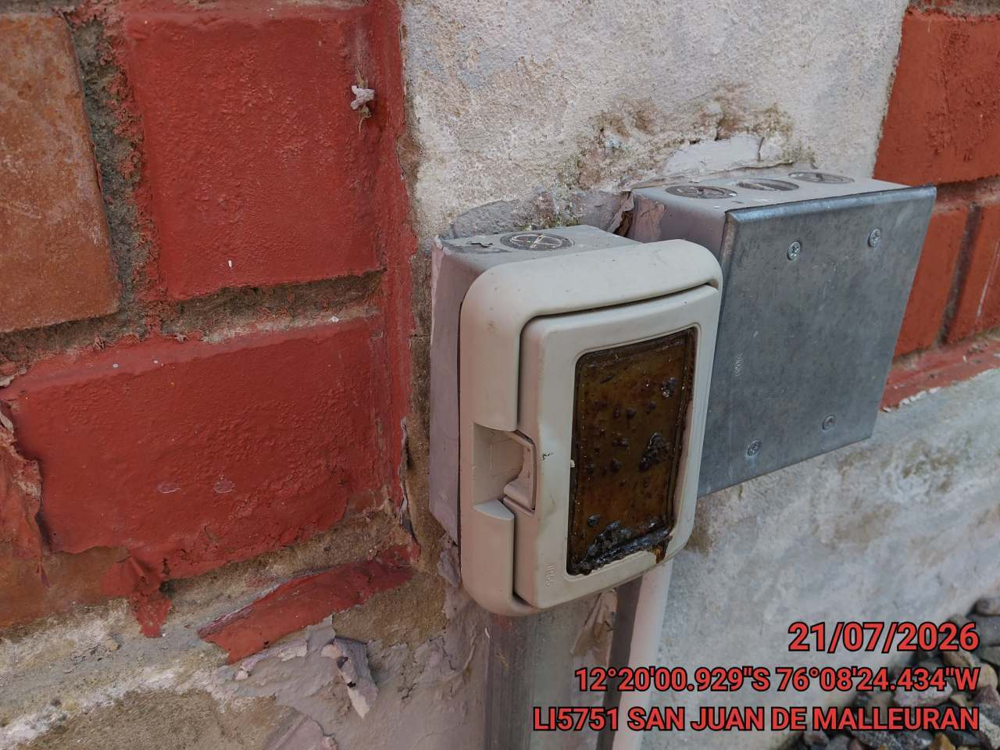 21/07/2026
12°20'00.929"S 76°08'24.434"W
LI5751 SAN JUAN DE MALLEURAN